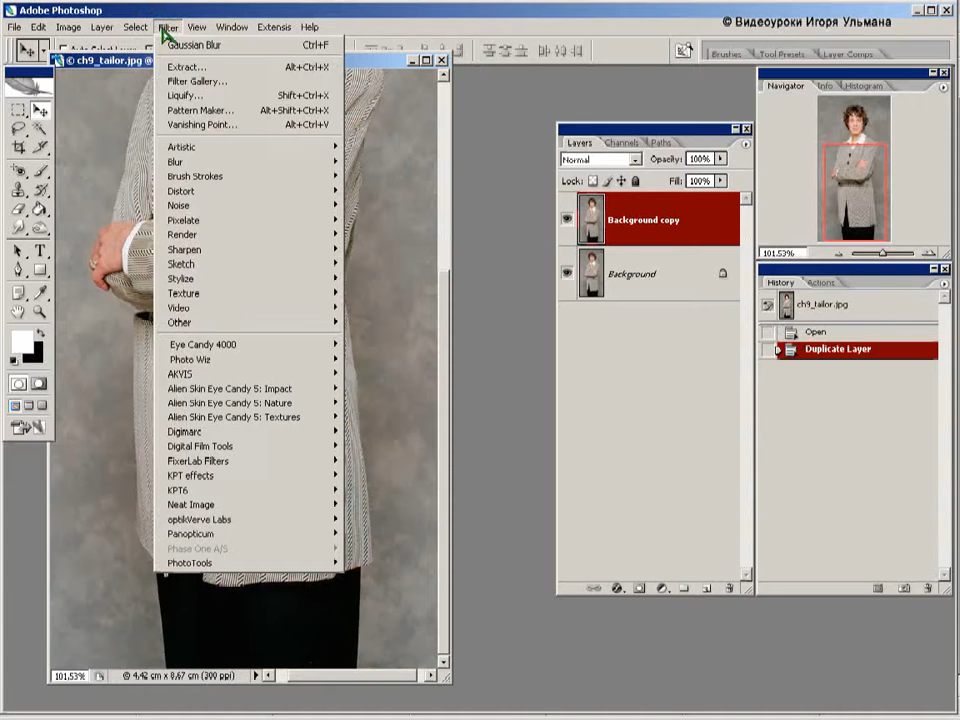 Adobe Photoshop
File Edit Image Layer Select Filter View Window Extensis Help
© Видеоуроки Игоря Ульмана
Brushes Tool Presets Layer Comps
© ch9_tailor.jpg @
Gaussian Blur Ctrl+F
Extract... Alt+Ctrl+X
Filter Gallery...
Liquify... Shift+Ctrl+X
Pattern Maker... Alt+Shift+Ctrl+X
Vanishing Point... Alt+Ctrl+V
Artistic
Blur
Brush Strokes
Distort
Noise
Pixelate
Render
Sharpen
Sketch
Stylize
Texture
Video
Other
Eye Candy 4000
Photo Wiz
AKVIS
Alien Skin Eye Candy 5: Impact
Alien Skin Eye Candy 5: Nature
Alien Skin Eye Candy 5: Textures
Digimarc
Digital Film Tools
FixerLab Filters
KPT effects
KPT6
Neat Image
optikVerve Labs
Panopticum
Phase One A/S
PhotoTools
101,53% @ 4,42 cm x 8,67 cm (300 ppi)
Layers Channels Paths
Normal Opacity: 100%
Lock: Fill: 100%
Background copy
Background
Navigator Info Histogram
101.53%
History Actions
ch9_tailor.jpg
Open
Duplicate Layer